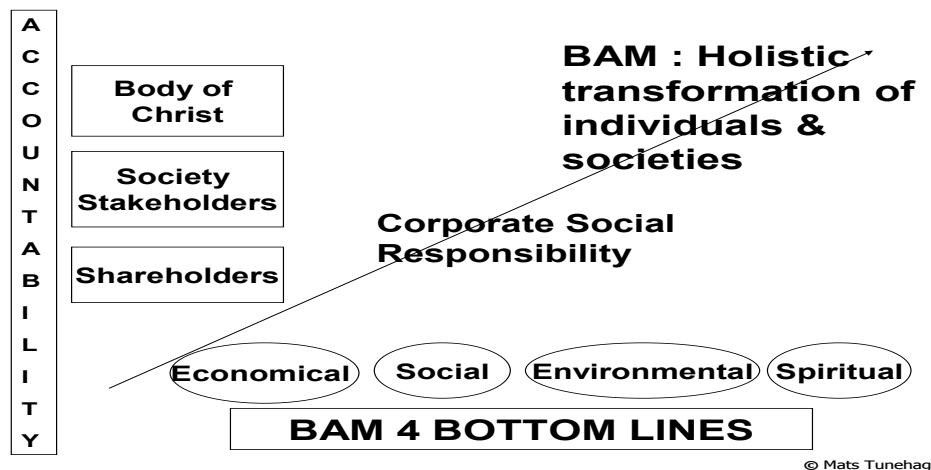 ACCOUNTABILITY
Body of
Christ
Society
Stakeholders
Shareholders
BAM : Holistic
transformation of
individuals &
societies
Corporate Social
Responsibility
Economical
Social
Environmental
Spiritual
BAM 4 BOTTOM LINES
© Mats Tunehag